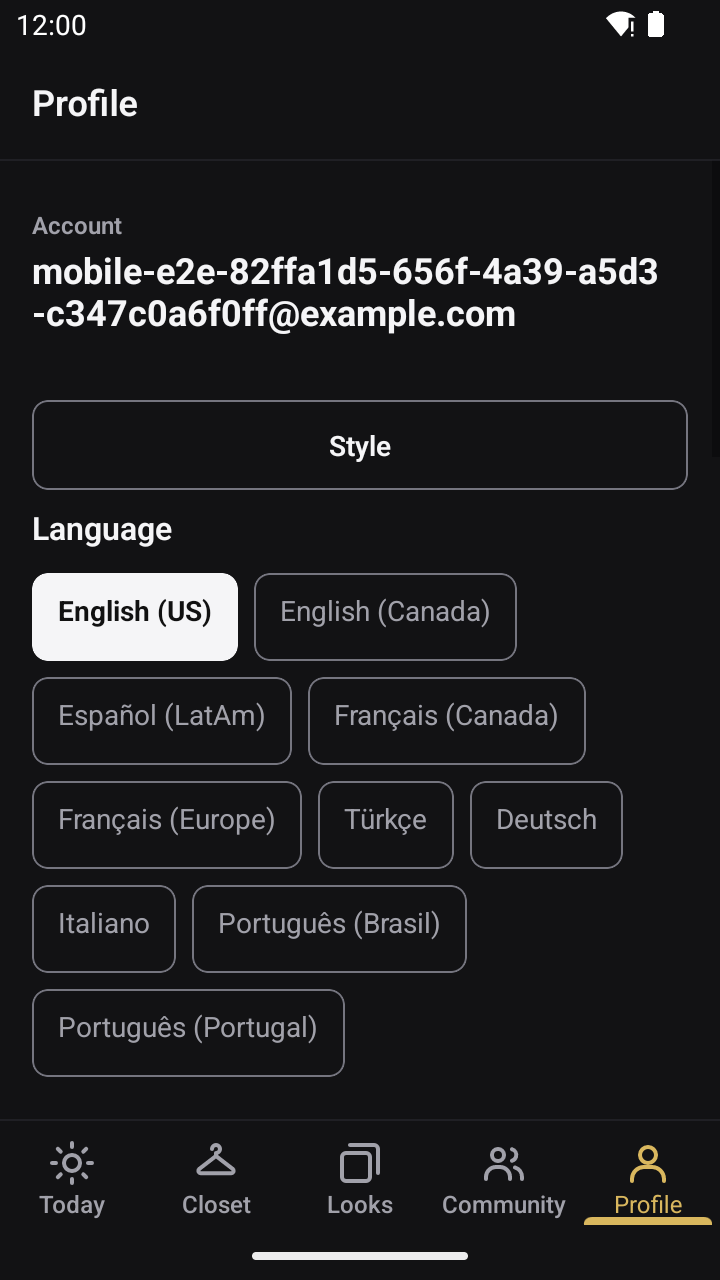 12:00
Profile
Account
mobile-e2e-82ffa1d5-656f-4a39-a5d3
-c347c0a6f0ff@example.com
Style
Language
English (US) English (Canada)
Español (LatAm) Français (Canada)
Français (Europe) Türkçe Deutsch
Italiano Português (Brasil)
Português (Portugal)
Today Closet Looks Community Profile